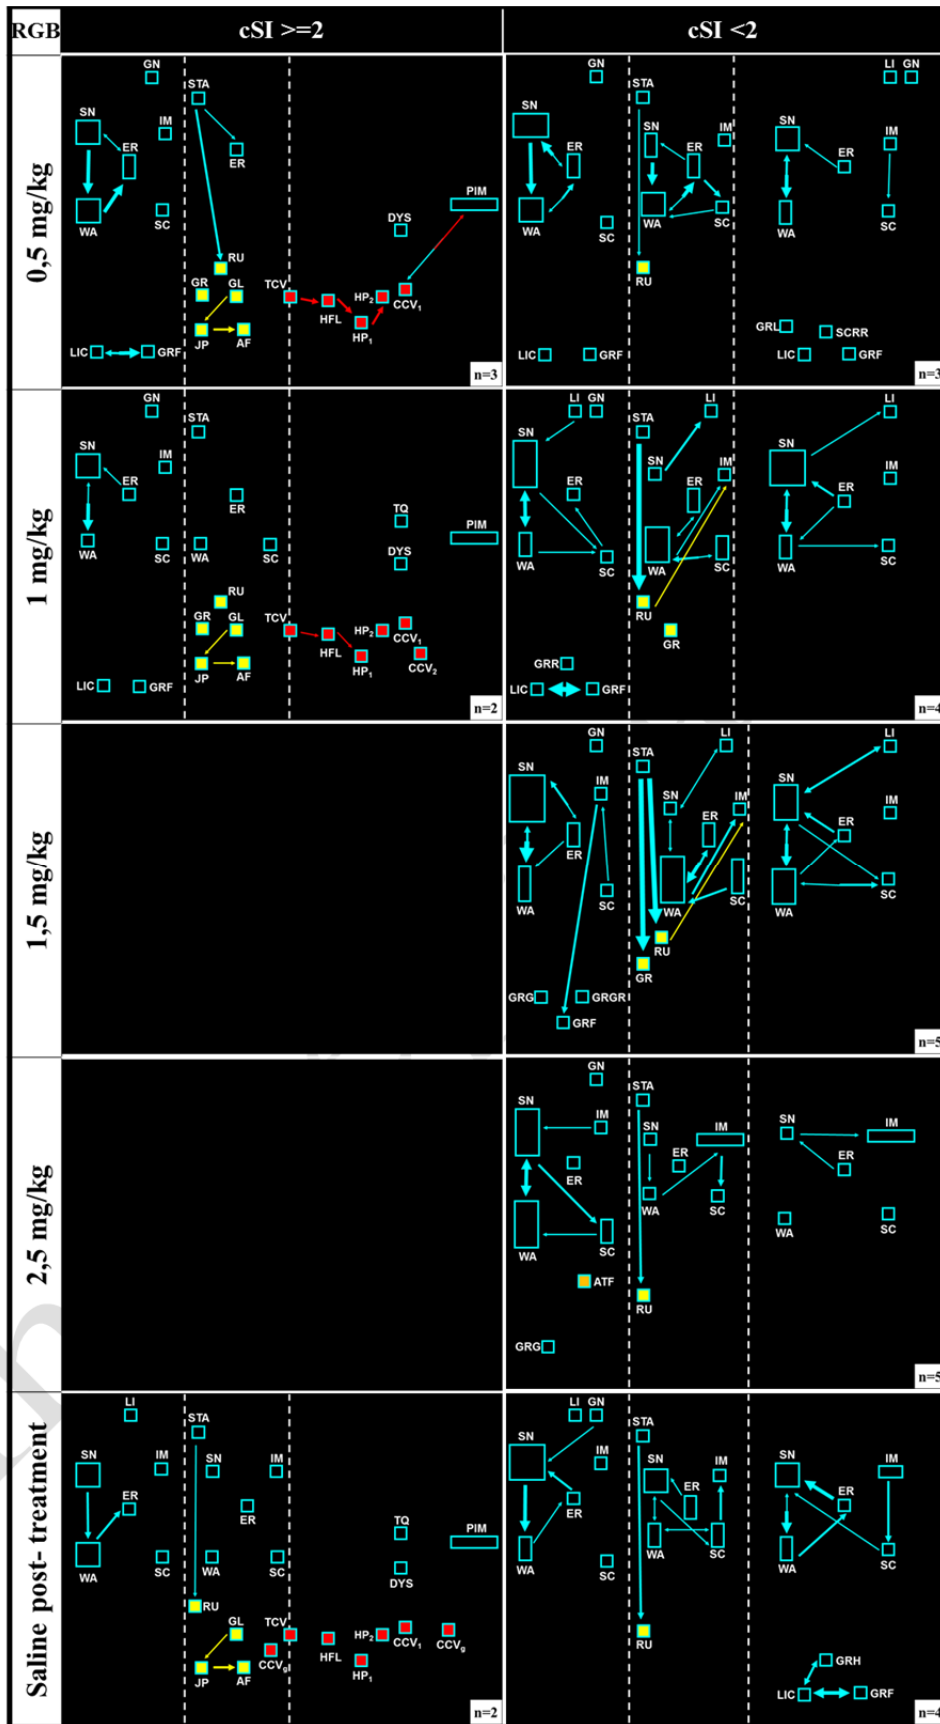 RGB cSI >=2 cSI <2
0,5 mg/kg
GN
STA
SN
IM
ER
ER
WA
SC
PIM
DYS
RU
GR GL TCV HP2 CCV1
HFL
JP AF HP1
LIC GRF
n=3
GN STA LI GN
SN SN ER IM SN IM
ER ER
WA WA SC WA SC
SC
RU
GRL SCRR
LIC GRF LIC GRF
n=3
1 mg/kg
GN
STA
SN IM
ER ER
TQ
WA SC WA SC PIM
DYS
RU
GR GL TCV HP2 CCV1
HFL
JP AF HP1 CCV2
LIC GRF
n=2
LI GN STA LI LI
SN SN IM SN IM
ER ER ER
WA SC WA SC WA SC
RU
GR
GRR
LIC GRF
n=4
1,5 mg/kg
GN STA LI LI
SN IM SN IM SN IM
ER ER ER
WA SC WA SC WA SC
RU
GR
GRG GRGR
GRF
n=5
2,5 mg/kg
GN STA
SN IM SN IM SN IM
ER ER ER
WA SC WA SC WA SC
ATF
RU
GRG
n=5
Saline post- treatment
LI STA
SN IM SN IM
ER ER
TQ
WA SC WA SC PIM
DYS
RU
GL TCV HP2 CCV1 CCVg
CCVg HFL
JP AF HP1
n=2
LI GN STA
SN IM SN IM SN IM
ER ER ER
WA SC WA SC WA SC
RU
GRH
LIC GRF
n=4